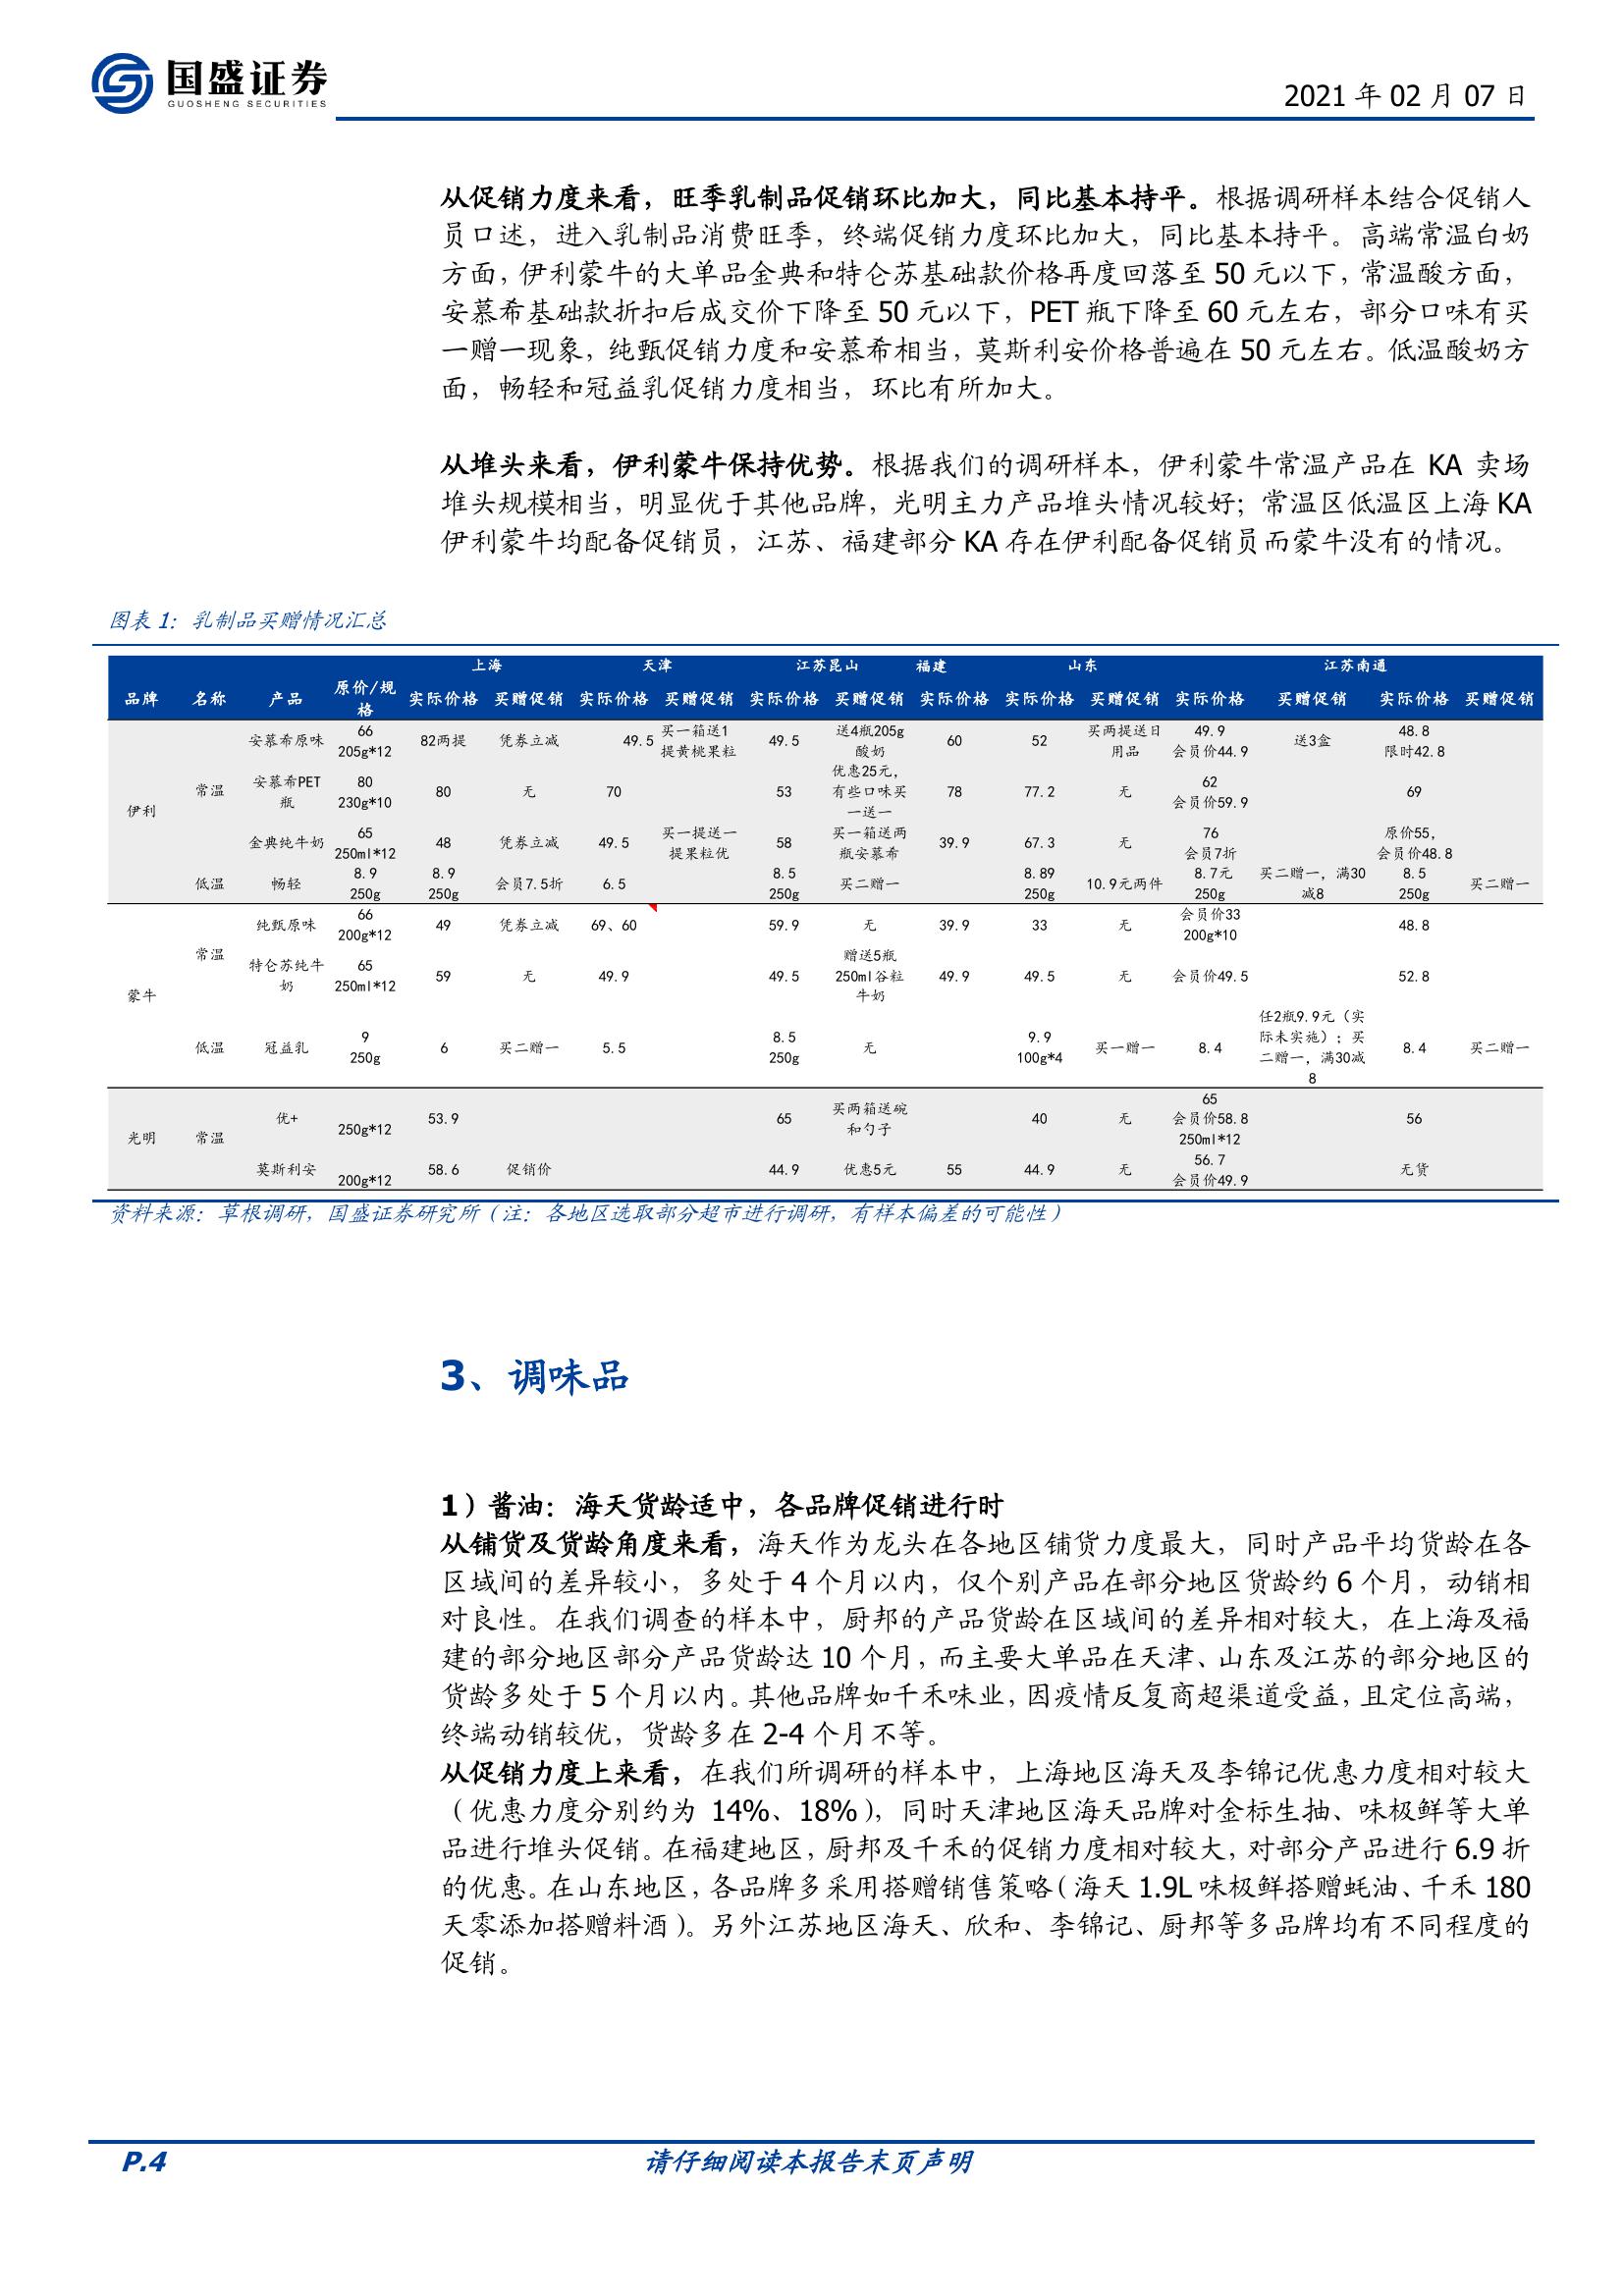 国盛证券
GUOSHENG SECURITIES
2021 年 02 月 07 日
从促销力度来看，旺季乳制品促销环比加大，同比基本持平。根据调研样本结合促销人
员口述，进入乳制品消费旺季，终端促销力度环比加大，同比基本持平。高端常温白奶
方面，伊利蒙牛的大单品金典和特仑苏基础款价格再度回落至 50 元以下，常温酸方面，
安慕希基础款折扣后成交价下降至 50 元以下，PET 瓶下降至 60 元左右，部分口味有买
一赠一现象，纯甄促销力度和安慕希相当，莫斯利安价格普遍在 50 元左右。低温酸奶方
面，畅轻和冠益乳促销力度相当，环比有所加大。
从堆头来看，伊利蒙牛保持优势。根据我们的调研样本，伊利蒙牛常温产品在 KA 卖场
堆头规模相当，明显优于其他品牌，光明主力产品堆头情况较好；常温区低温区上海 KA
伊利蒙牛均配备促销员，江苏、福建部分 KA 存在伊利配备促销员而蒙牛没有的情况。
图表 1：乳制品买赠情况汇总
上海 天津 江苏昆山 福建 山东 江苏南通
品牌 名称 产品 原价/规格 实际价格 买赠促销 实际价格 买赠促销 实际价格 买赠促销 实际价格 实际价格 买赠促销 实际价格 买赠促销 实际价格 买赠促销
伊利 常温 安慕希原味 66 205g*12 82两提 凭券立减 49.5 买一箱送1提黄桃果粒 49.5 送4瓶205g酸奶 60 52 买两提送日用品 49.9 会员价44.9 送3盒 48.8 限时42.8
安慕希PET瓶 80 230g*10 80 无 70 53 优惠25元，有些口味买一送一 78 77.2 无 62 会员价59.9 69
金典纯牛奶 65 250ml*12 48 凭券立减 49.5 买一提送一提果粒优 58 买一箱送两瓶安慕希 39.9 67.3 无 76 会员7折 原价55，会员价48.8
低温 畅轻 8.9 250g 8.9 250g 会员7.5折 6.5 8.5 250g 买二赠一 8.89 250g 10.9元两件 8.7元 250g 买二赠一，满30减8 8.5 250g 买二赠一
蒙牛 常温 纯甄原味 66 200g*12 49 凭券立减 69、60 59.9 无 39.9 33 无 会员价33 200g*10 48.8
特仑苏纯牛奶 65 250ml*12 59 无 49.9 49.5 赠送5瓶250ml谷粒牛奶 49.9 49.5 无 会员价49.5 52.8
低温 冠益乳 9 250g 6 买二赠一 5.5 8.5 250g 无 9.9 100g*4 买一赠一 8.4 任2瓶9.9元（实际未实施）；买二赠一，满30减8 8.4 买二赠一
光明 常温 优+ 250g*12 53.9 65 买两箱送碗和勺子 40 无 65 会员价58.8 250ml*12 56
莫斯利安 200g*12 58.6 促销价 44.9 优惠5元 55 44.9 无 56.7 会员价49.9 无货
资料来源：草根调研，国盛证券研究所（注：各地区选取部分超市进行调研，有样本偏差的可能性）
3、调味品
1）酱油：海天货龄适中，各品牌促销进行时
从铺货及货龄角度来看，海天作为龙头在各地区铺货力度最大，同时产品平均货龄在各
区域间的差异较小，多处于 4 个月以内，仅个别产品在部分地区货龄约 6 个月，动销相
对良性。在我们调查的样本中，厨邦的产品货龄在区域间的差异相对较大，在上海及福
建的部分地区部分产品货龄达 10 个月，而主要大单品在天津、山东及江苏的部分地区的
货龄多处于 5 个月以内。其他品牌如千禾味业，因疫情反复商超渠道受益，且定位高端，
终端动销较优，货龄多在 2-4 个月不等。
从促销力度上来看，在我们所调研的样本中，上海地区海天及李锦记优惠力度相对较大
（优惠力度分别约为 14%、18%），同时天津地区海天品牌对金标生抽、味极鲜等大单
品进行堆头促销。在福建地区，厨邦及千禾的促销力度相对较大，对部分产品进行 6.9 折
的优惠。在山东地区，各品牌多采用搭赠销售策略（海天 1.9L 味极鲜搭赠蚝油、千禾 180
天零添加搭赠料酒）。另外江苏地区海天、欣和、李锦记、厨邦等多品牌均有不同程度的
促销。
P.4
请仔细阅读本报告末页声明